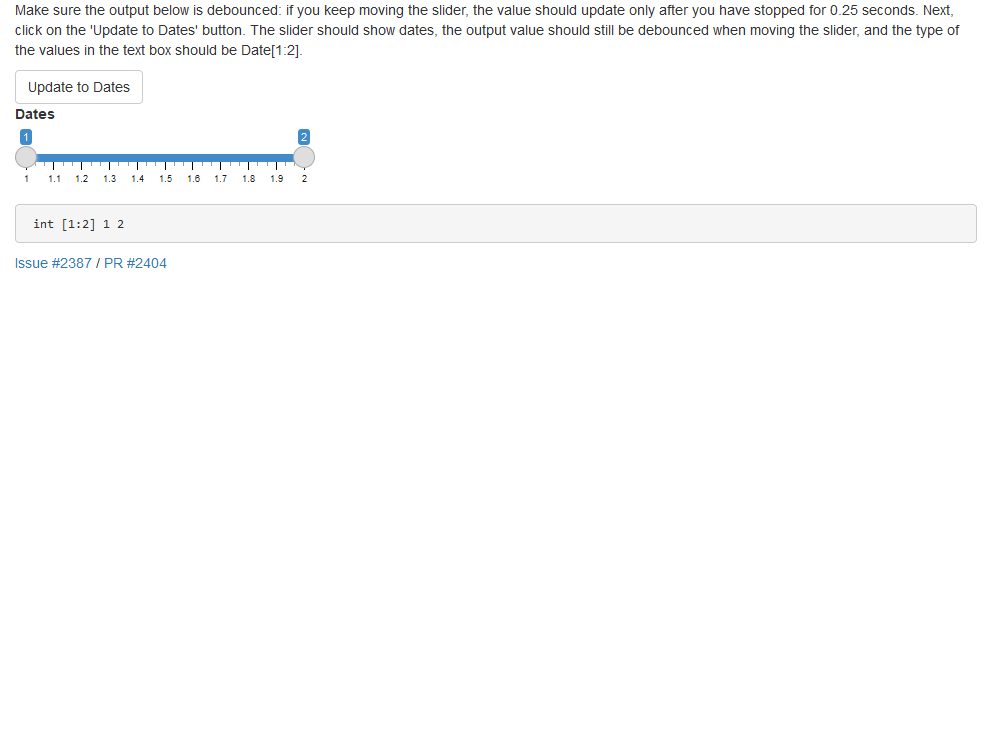 Make sure the output below is debounced: if you keep moving the slider, the value should update only after you have stopped for 0.25 seconds. Next,
click on the 'Update to Dates' button. The slider should show dates, the output value should still be debounced when moving the slider, and the type of
the values in the text box should be Date[1:2].
Update to Dates
Dates
1 2
1 1.1 1.2 1.3 1.4 1.5 1.6 1.7 1.8 1.9 2
int [1:2] 1 2
Issue #2387 / PR #2404